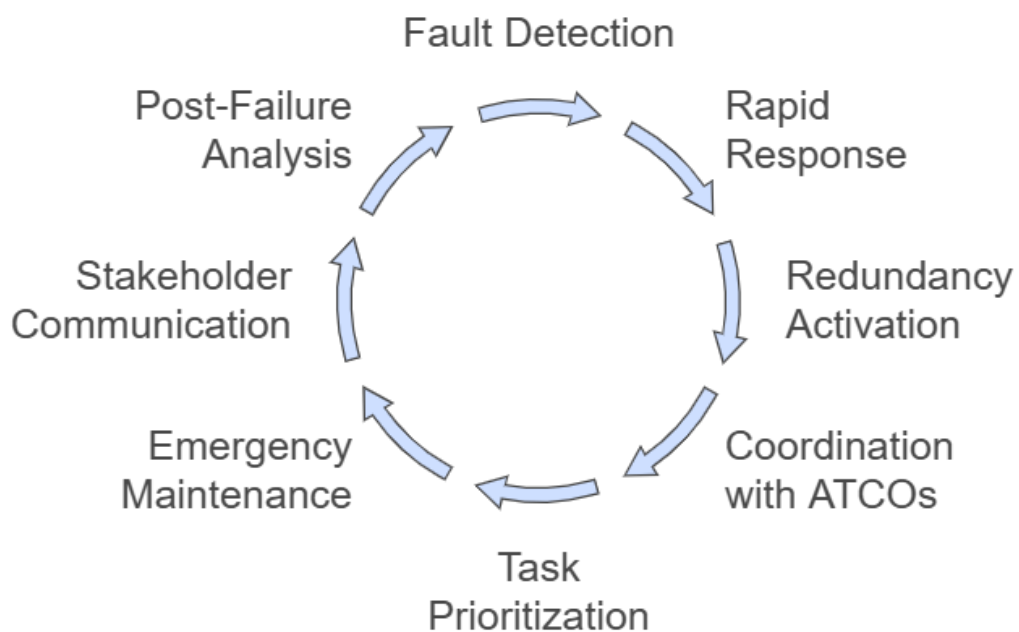 Fault Detection
Rapid
Response
Redundancy
Activation
Coordination
with ATCOs
Task
Prioritization
Emergency
Maintenance
Stakeholder
Communication
Post-Failure
Analysis